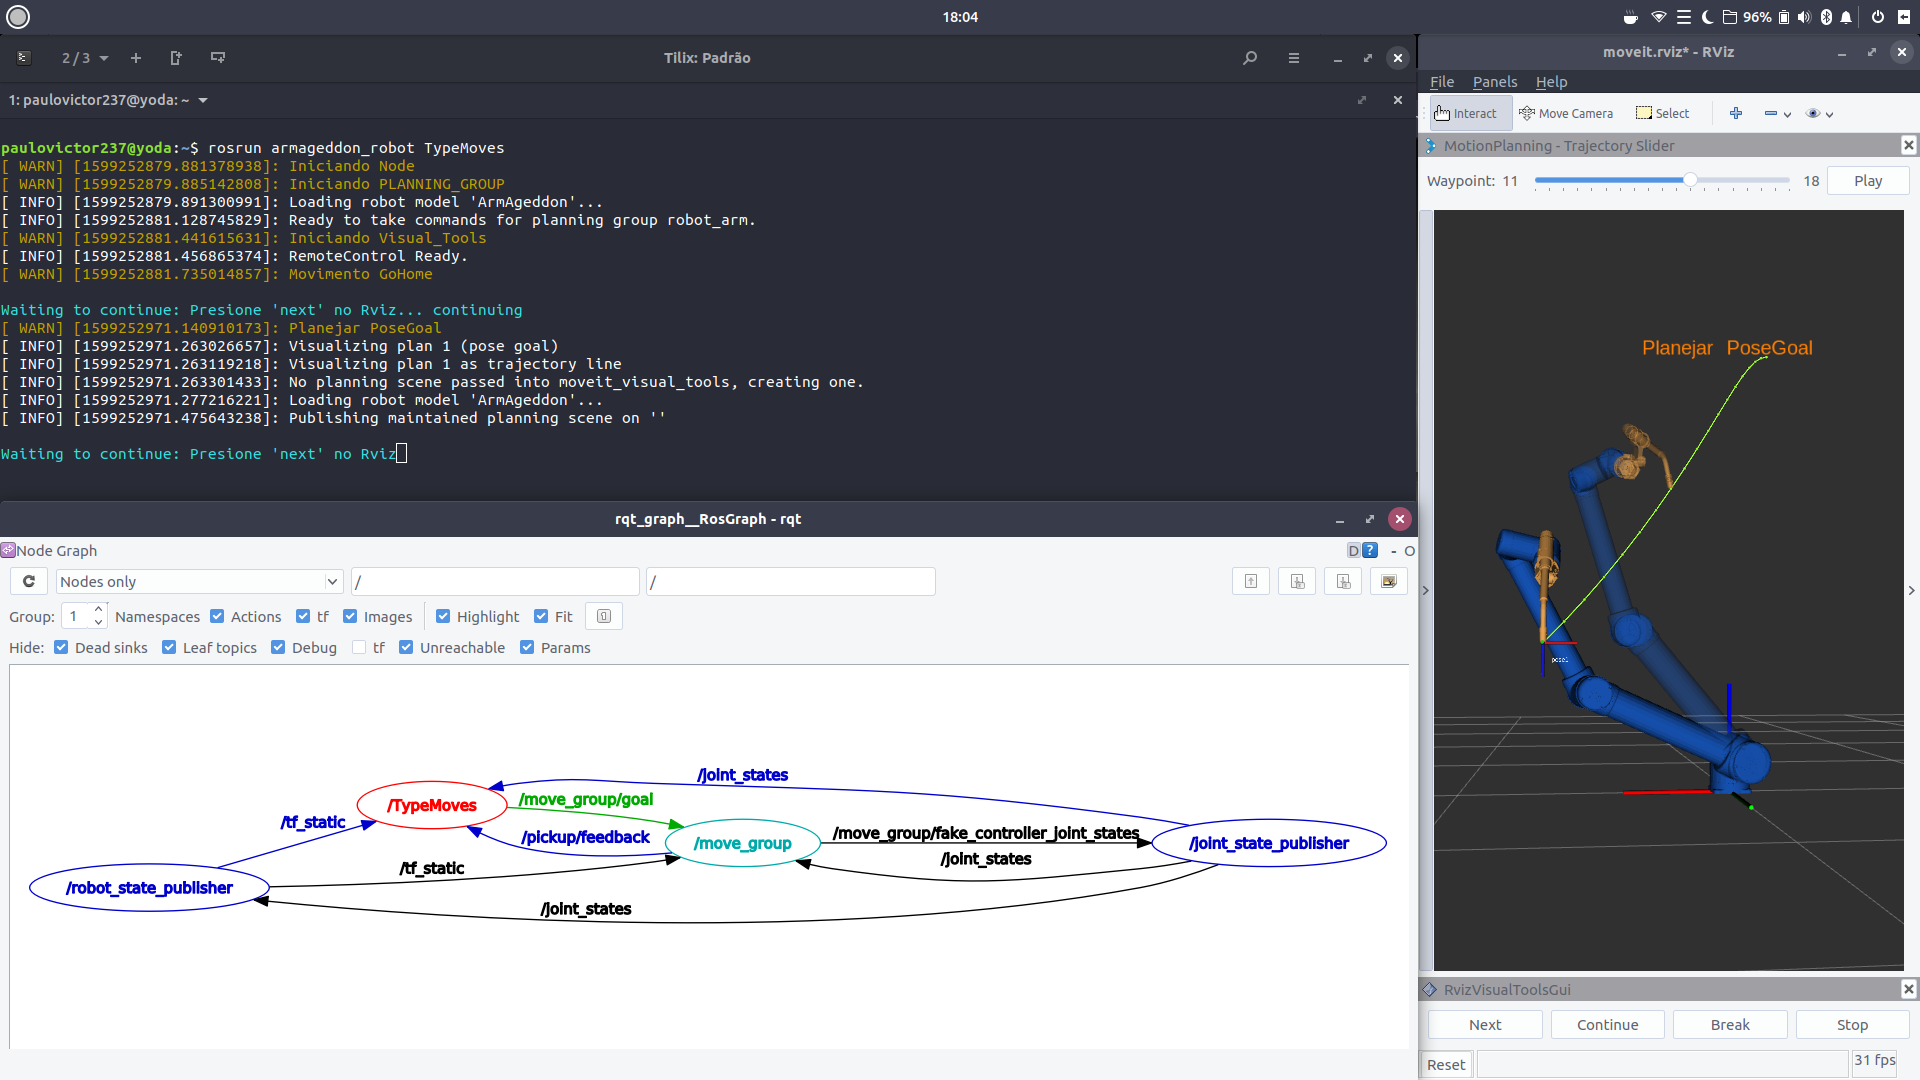 18:04
96%
2 / 3
Tilix: Padrão
1: paulovictor237@yoda: ~
paulovictor237@yoda:~$ rosrun armageddon_robot TypeMoves
[ WARN] [1599252879.881378938]: Iniciando Node
[ WARN] [1599252879.885142808]: Iniciando PLANNING_GROUP
[ INFO] [1599252879.891300991]: Loading robot model 'ArmAgeddon'...
[ INFO] [1599252881.128745829]: Ready to take commands for planning group robot_arm.
[ WARN] [1599252881.441615631]: Iniciando Visual_Tools
[ INFO] [1599252881.456865374]: RemoteControl Ready.
[ WARN] [1599252881.735014857]: Movimento GoHome
Waiting to continue: Presione 'next' no Rviz... continuing
[ WARN] [1599252971.140910173]: Planejar PoseGoal
[ INFO] [1599252971.263026657]: Visualizing plan 1 (pose goal)
[ INFO] [1599252971.263119218]: Visualizing plan 1 as trajectory line
[ INFO] [1599252971.263301433]: No planning scene passed into moveit_visual_tools, creating one.
[ INFO] [1599252971.277216221]: Loading robot model 'ArmAgeddon'...
[ INFO] [1599252971.475643238]: Publishing maintained planning scene on ''
Waiting to continue: Presione 'next' no Rviz
rqt_graph__RosGraph - rqt
Node Graph
D ? - O
Nodes only / /
Group: 1 Namespaces Actions tf Images Highlight Fit
Hide: Dead sinks Leaf topics Debug tf Unreachable Params
/joint_states
/move_group/goal
/TypeMoves
/tf_static
/pickup/feedback
/move_group/fake_controller_joint_states
/move_group
/joint_state_publisher
/joint_states
/tf_static
/robot_state_publisher
/joint_states
moveit.rviz* - RViz
File Panels Help
Interact Move Camera Select
MotionPlanning - Trajectory Slider
Waypoint: 11 18 Play
Planejar PoseGoal
pose1
RvizVisualToolsGui
Next Continue Break Stop
Reset 31 fps